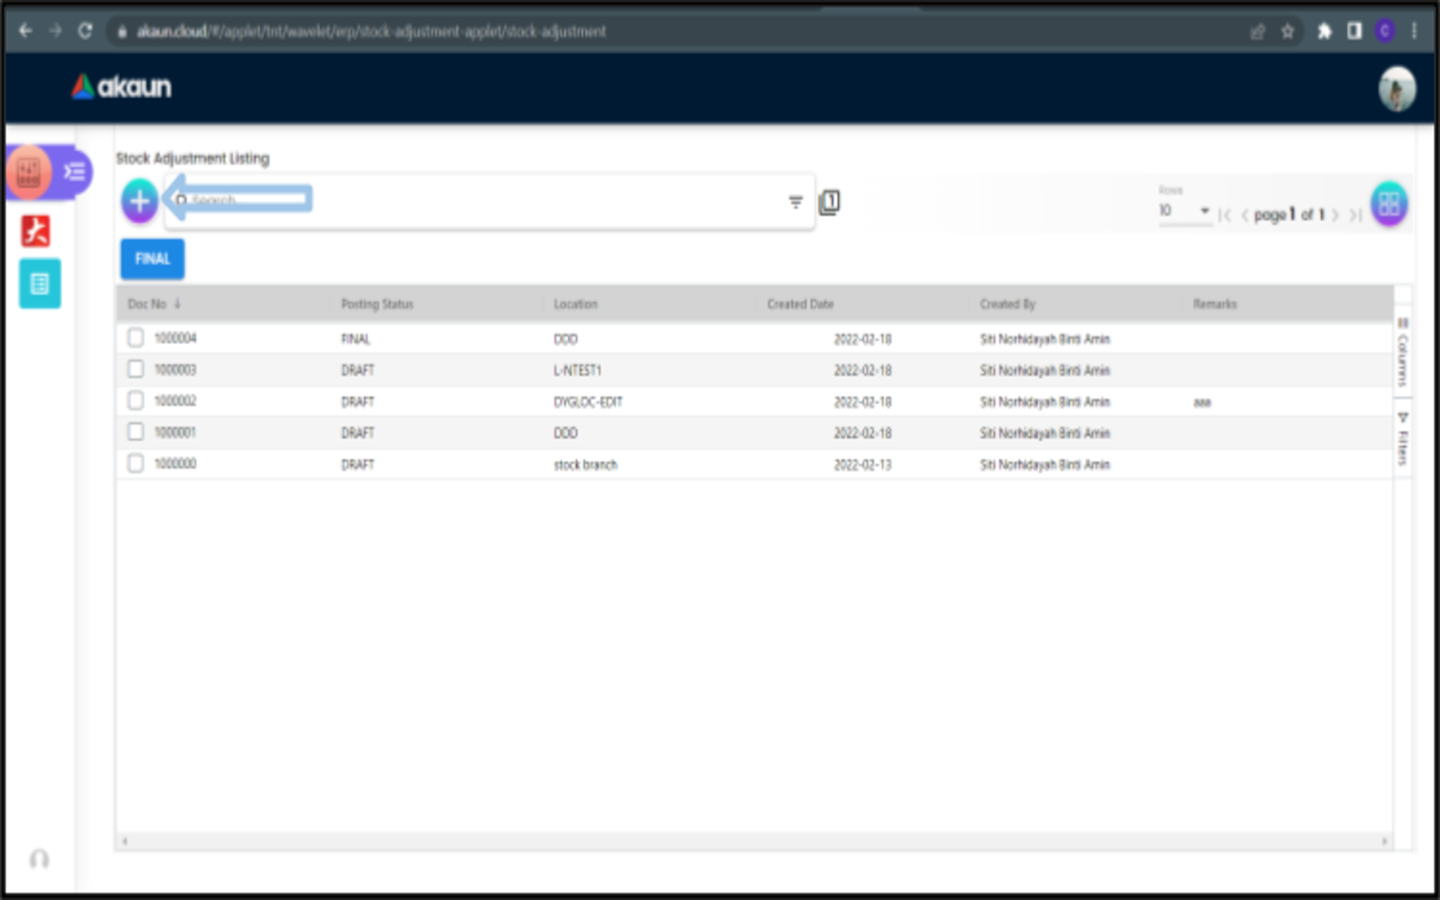 akaun.cloud/#/applet/tnt/wavelet/erp/stock-adjustment-applet/stock-adjustment
C
akaun
Stock Adjustment Listing
Search
1
Rows
10
page 1 of 1
FINAL
Doc No Posting Status Location Created Date Created By Remarks
1000004 FINAL DDD 2022-02-18 Siti Norhidayah Binti Amin
1000003 DRAFT L-NTEST1 2022-02-18 Siti Norhidayah Binti Amin
1000002 DRAFT DYGLOC-EDIT 2022-02-18 Siti Norhidayah Binti Amin
1000001 DRAFT DDD 2022-02-18 Siti Norhidayah Binti Amin
1000000 DRAFT stock branch 2022-02-13 Siti Norhidayah Binti Amin
Columns
Filters